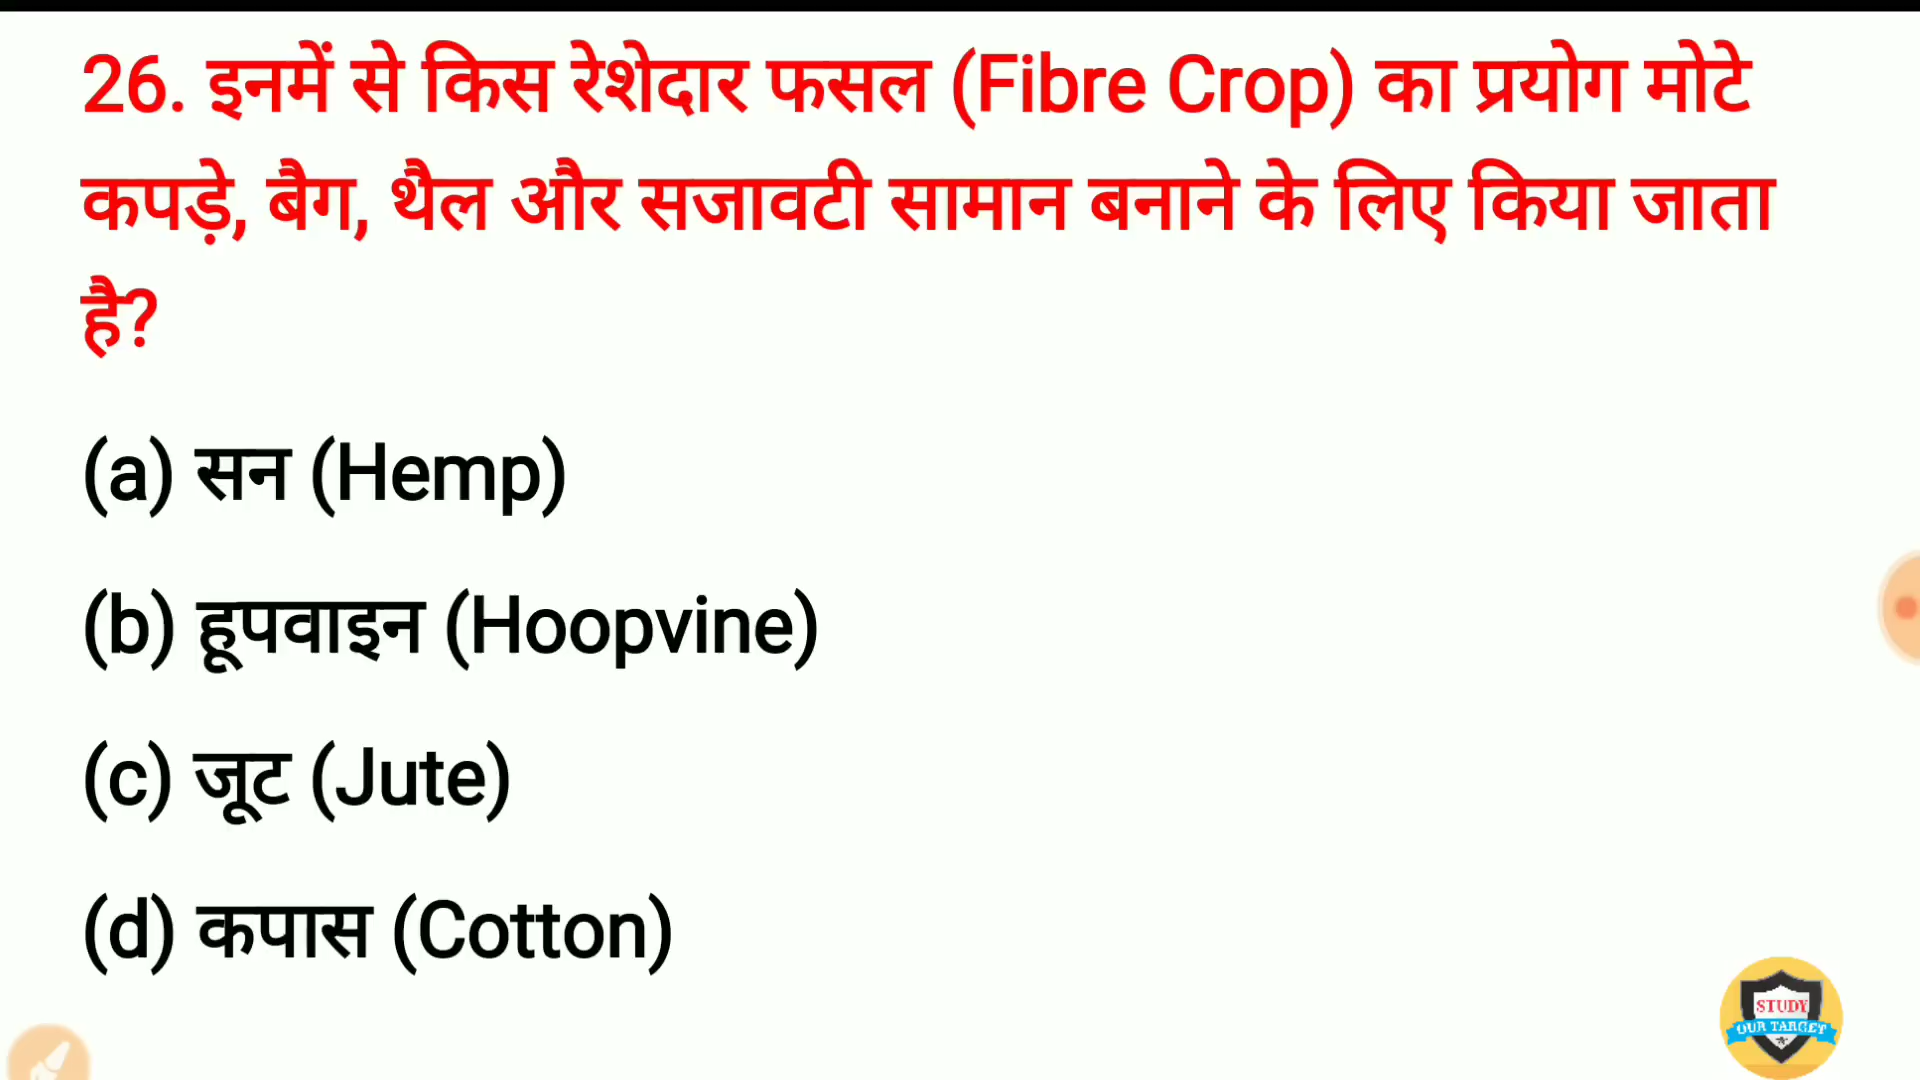 26. इनमें से किस रेशेदार फसल (Fibre Crop) का प्रयोग मोटे
कपड़े, बैग, थैल और सजावटी सामान बनाने के लिए किया जाता
है?
(a) सन (Hemp)
(b) हूपवाइन (Hoopvine)
(c) जूट (Jute)
(d) कपास (Cotton)
STUDY
OUR TARGET